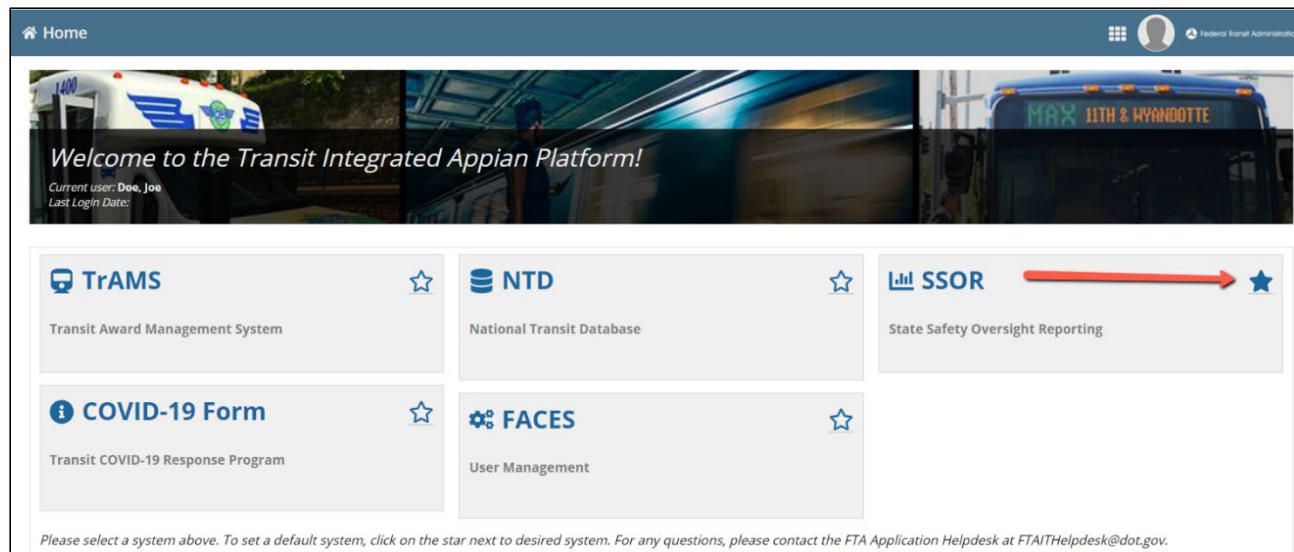 Home
Federal Transit Administratio
1400
MAX 11TH & WYANDOTTE
Welcome to the Transit Integrated Appian Platform!
Current user: Doe, Joe
Last Login Date:
TrAMS
Transit Award Management System
NTD
National Transit Database
SSOR
State Safety Oversight Reporting
COVID-19 Form
Transit COVID-19 Response Program
FACES
User Management
Please select a system above. To set a default system, click on the star next to desired system. For any questions, please contact the FTA Application Helpdesk at FTAITHelpdesk@dot.gov.